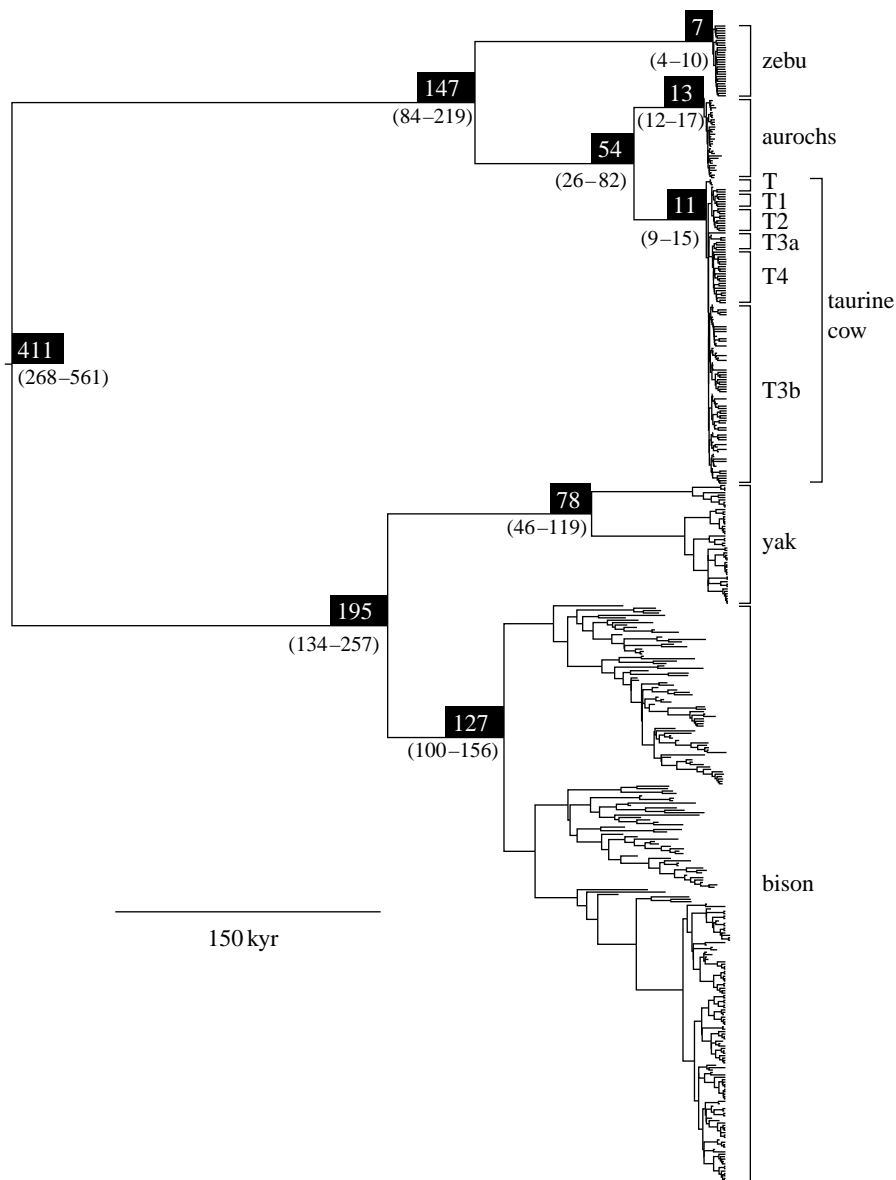 7
(4–10)
zebu
147
(84–219)
13
(12–17)
aurochs
54
(26–82)
T
11
(9–15)
T1
T2
T3a
T4
taurine
cow
411
(268–561)
T3b
78
(46–119)
yak
195
(134–257)
127
(100–156)
bison
150 kyr